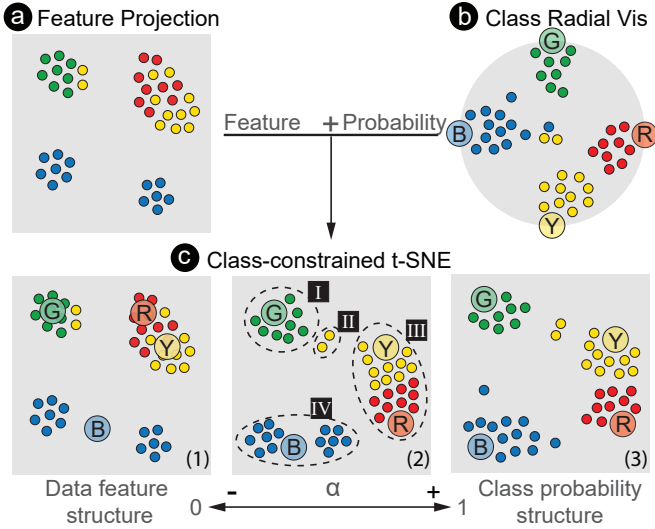 a Feature Projection
b Class Radial Vis
G
B
R
Y
Feature + Probability
c Class-constrained t-SNE
G
R
Y
B
(1)
I
II
III
IV
G
Y
R
B
(2)
G
Y
R
B
(3)
Data feature
structure
0 - α + 1
Class probability
structure